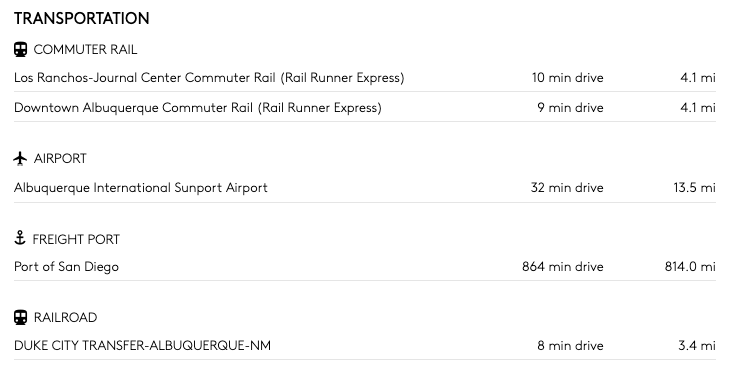 TRANSPORTATION
COMMUTER RAIL
Los Ranchos-Journal Center Commuter Rail (Rail Runner Express) 10 min drive 4.1 mi
Downtown Albuquerque Commuter Rail (Rail Runner Express) 9 min drive 4.1 mi
AIRPORT
Albuquerque International Sunport Airport 32 min drive 13.5 mi
FREIGHT PORT
Port of San Diego 864 min drive 814.0 mi
RAILROAD
DUKE CITY TRANSFER-ALBUQUERQUE-NM 8 min drive 3.4 mi